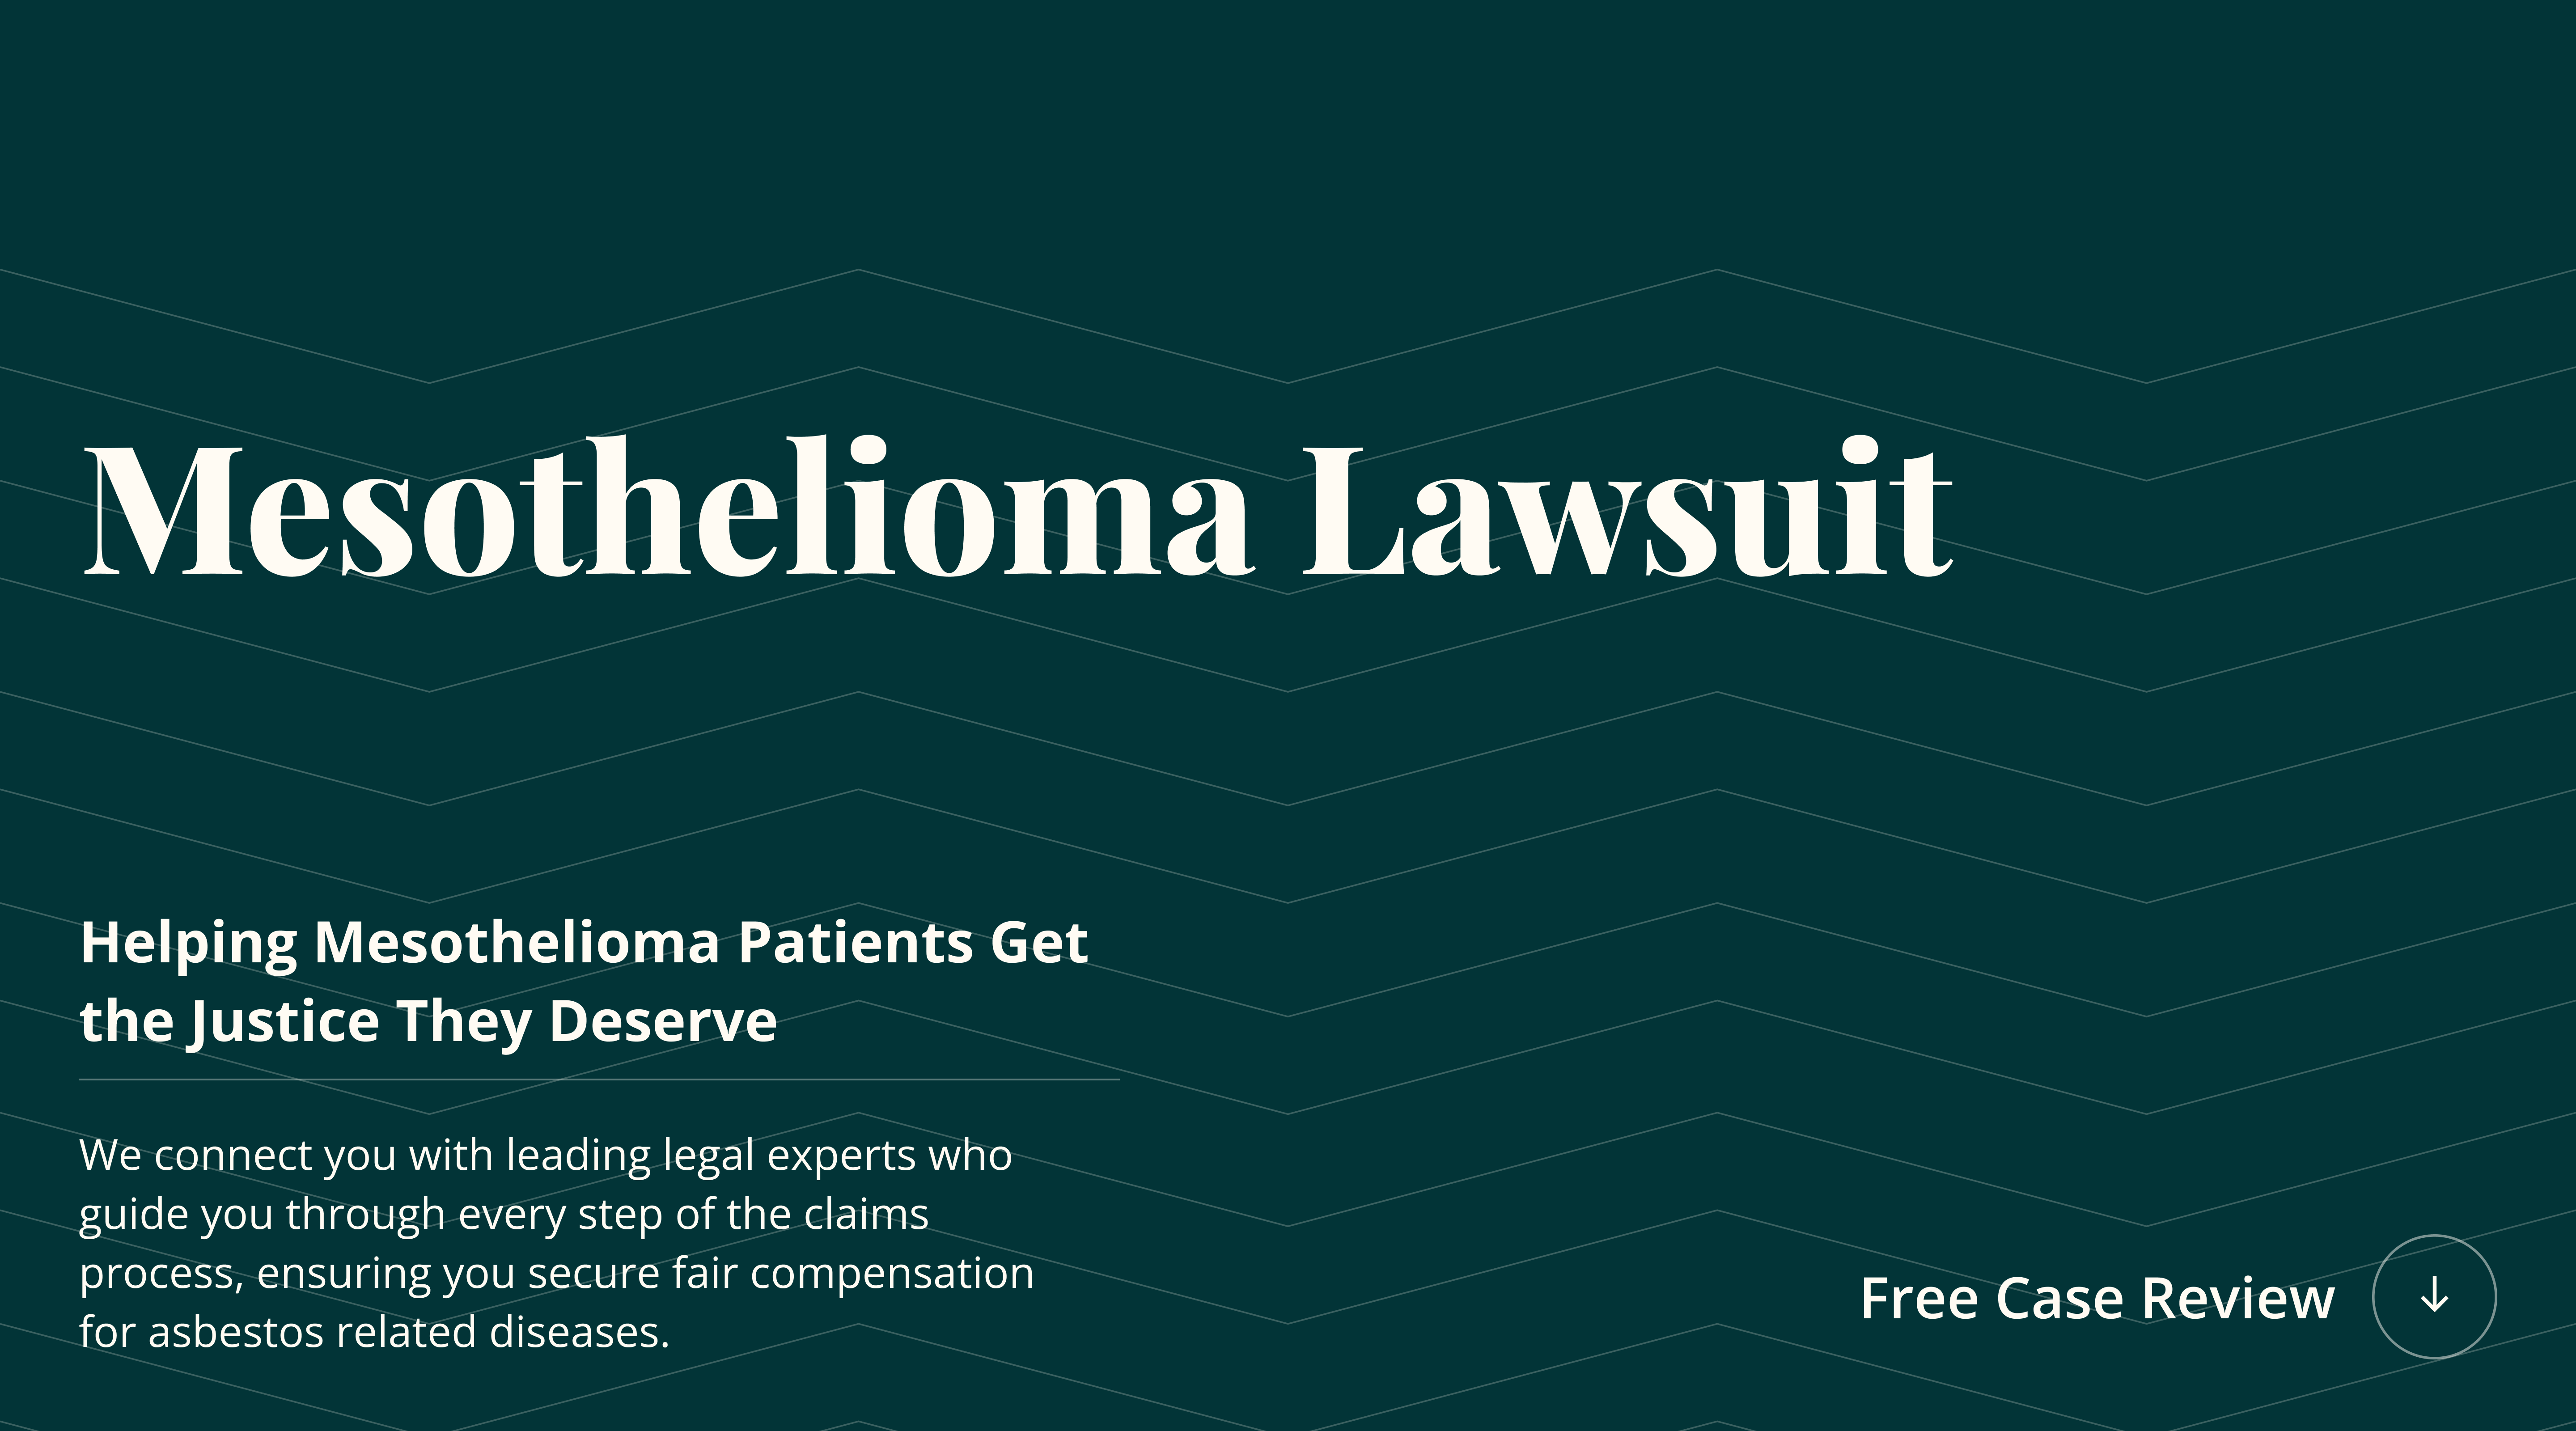 Mesothelioma Lawsuit
Helping Mesothelioma Patients Get
the Justice They Deserve
We connect you with leading legal experts who
guide you through every step of the claims
process, ensuring you secure fair compensation
for asbestos related diseases.
Free Case Review